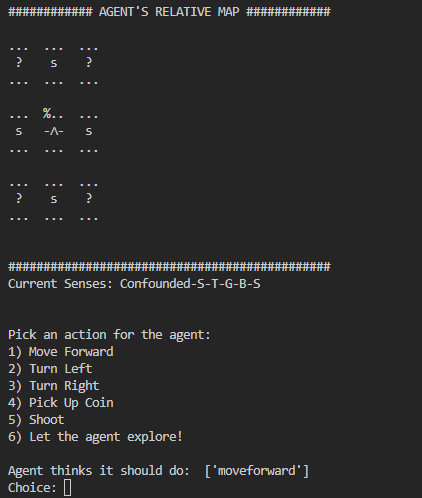 ############ AGENT'S RELATIVE MAP ############
... ... ...
? s ?
... ... ...
... %.. ...
s -^- s
... ... ...
... ... ...
? s ?
... ... ...
##############################################
Current Senses: Confounded-S-T-G-B-S
Pick an action for the agent:
1) Move Forward
2) Turn Left
3) Turn Right
4) Pick Up Coin
5) Shoot
6) Let the agent explore!
Agent thinks it should do:  ['moveforward']
Choice: